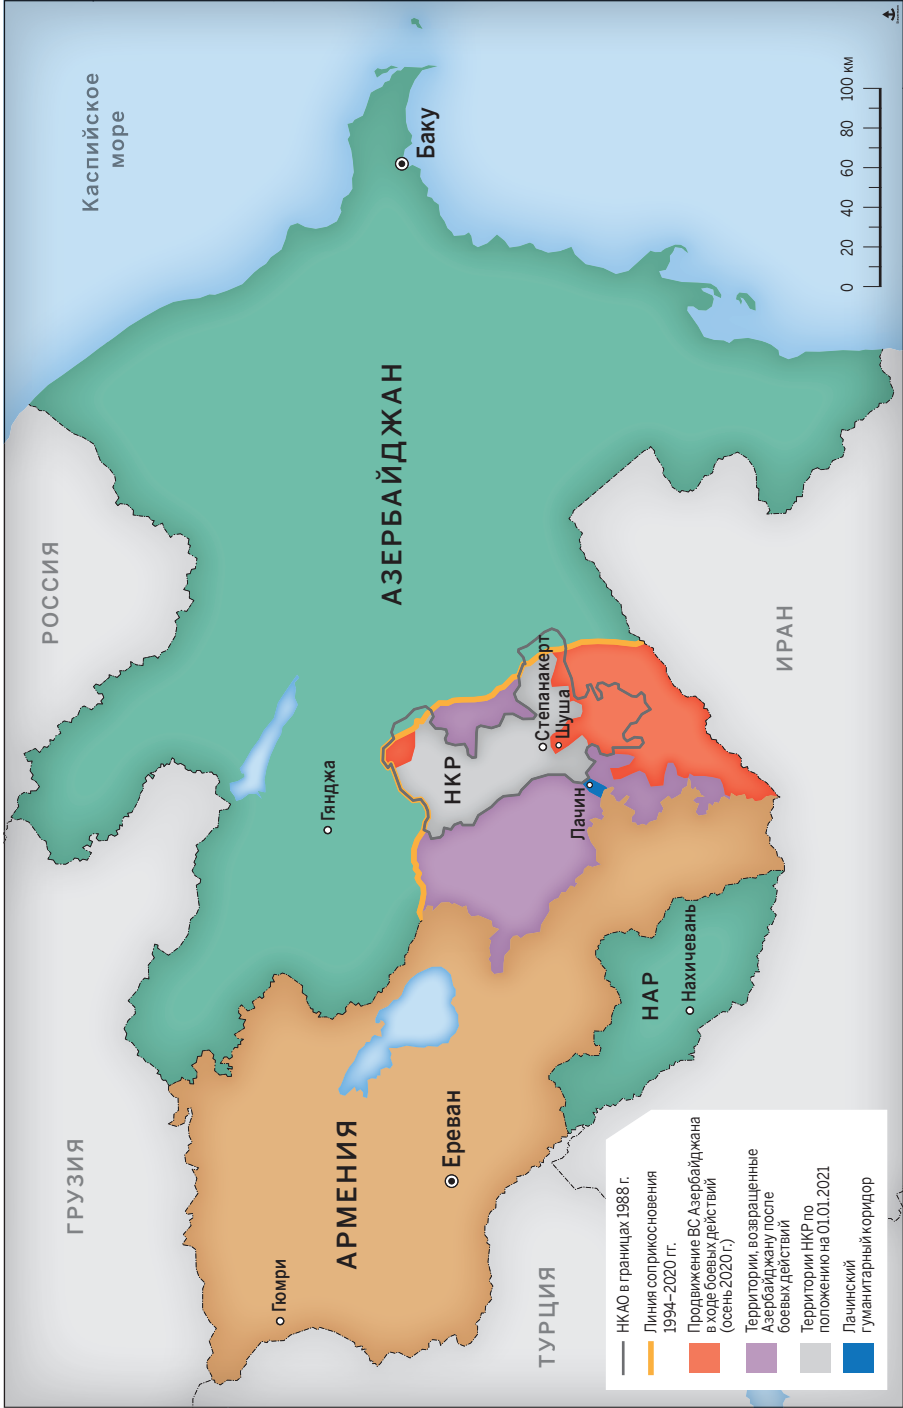 Каспийское
море
РОССИЯ
ГРУЗИЯ
АЗЕРБАЙДЖАН
Баку
Гянджа
НКР
Степанакерт
Шуша
Лачин
АРМЕНИЯ
Гюмри
Ереван
НАР
Нахичевань
ТУРЦИЯ
ИРАН
0 20 40 60 80 100 км
НКАО в границах 1988 г.
Линия соприкосновения
1994–2020 гг.
Продвижение ВС Азербайджана
в ходе боевых действий
(осень 2020 г.)
Территории, возвращенные
Азербайджану после
боевых действий
Территории НКР по
положению на 01.01.2021
Лачинский
гуманитарный коридор